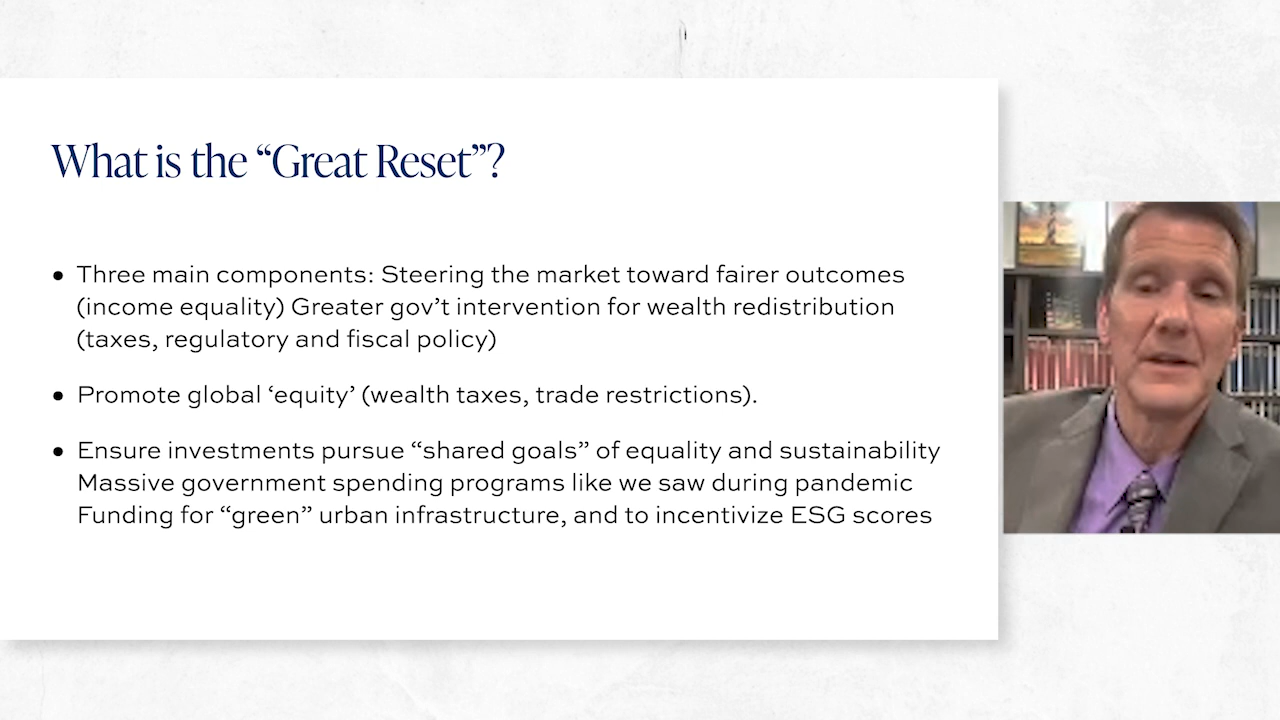 What is the “Great Reset”?
• Three main components: Steering the market toward fairer outcomes
(income equality) Greater gov’t intervention for wealth redistribution
(taxes, regulatory and fiscal policy)
• Promote global ‘equity’ (wealth taxes, trade restrictions).
• Ensure investments pursue “shared goals” of equality and sustainability
Massive government spending programs like we saw during pandemic
Funding for “green” urban infrastructure, and to incentivize ESG scores